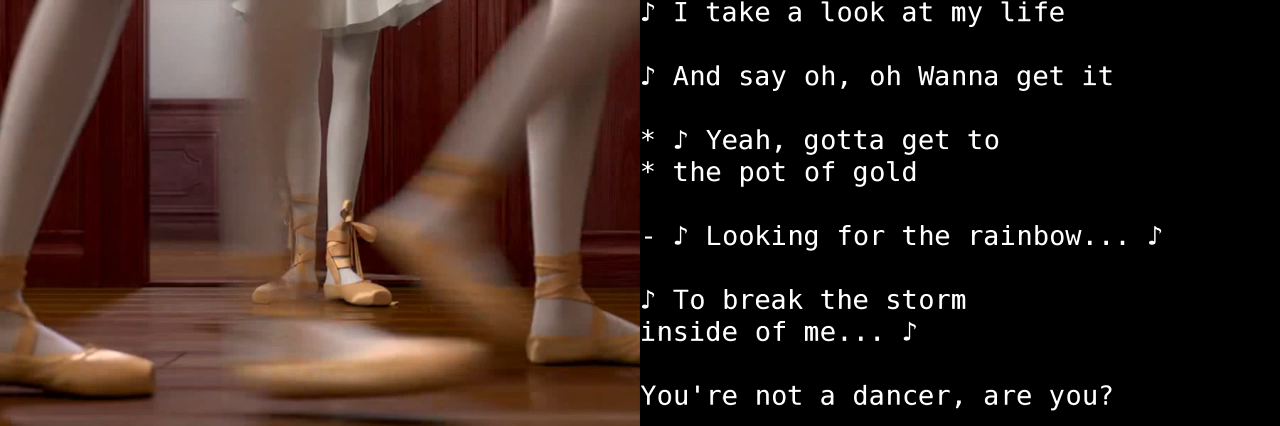 ♪ I take a look at my life
♪ And say oh, oh Wanna get it
* ♪ Yeah, gotta get to
* the pot of gold
- ♪ Looking for the rainbow... ♪
♪ To break the storm
inside of me... ♪
You're not a dancer, are you?